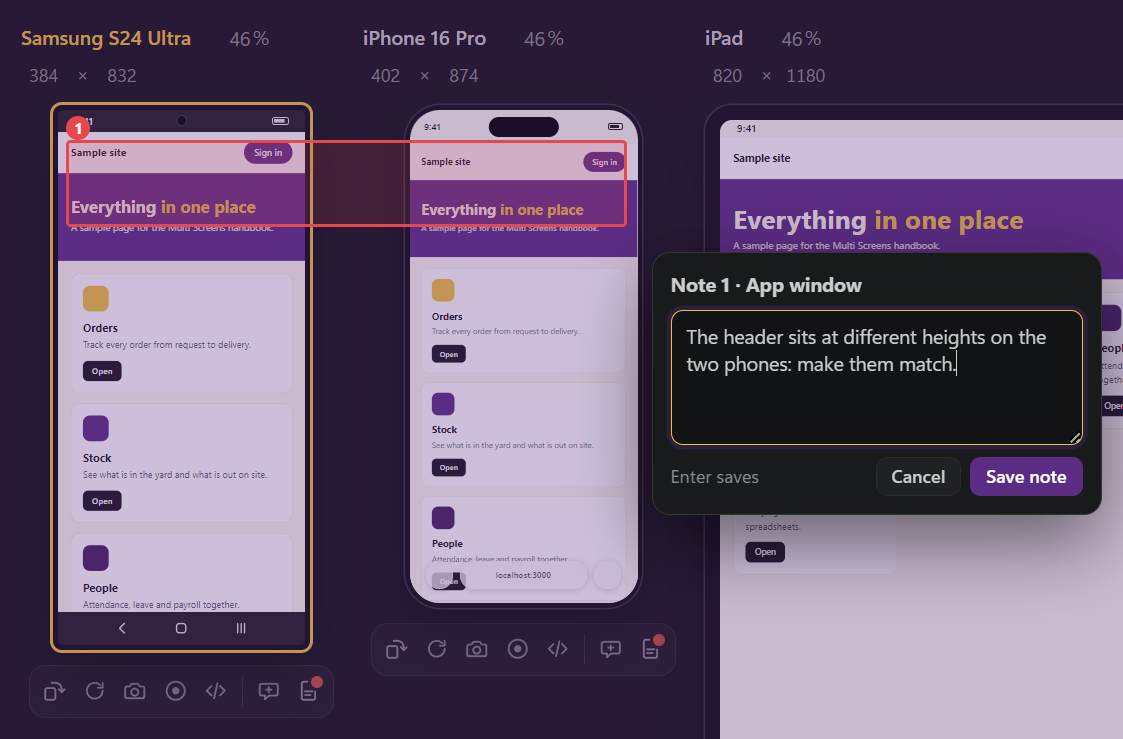 Samsung S24 Ultra 46%
384 × 832
1
Sample site
Sign in
Everything in one place
A sample page for the Multi Screens handbook.
Orders
Track every order from request to delivery.
Open
Stock
See what is in the yard and what is out on site.
Open
People
Attendance, leave and payroll together.
iPhone 16 Pro 46%
402 × 874
9:41
Sample site
Sign in
Everything in one place
A sample page for the Multi Screens handbook.
Orders
Track every order from request to delivery.
Open
Stock
See what is in the yard and what is out on site.
Open
People
Attendance, leave and payroll together.
Open
localhost:3000
iPad 46%
820 × 1180
9:41
Sample site
Everything in one place
A sample page for the Multi Screens handbook.
Note 1 · App window
The header sits at different heights on the
two phones: make them match.
Enter saves
Cancel
Save note
spreadsheets.
Open